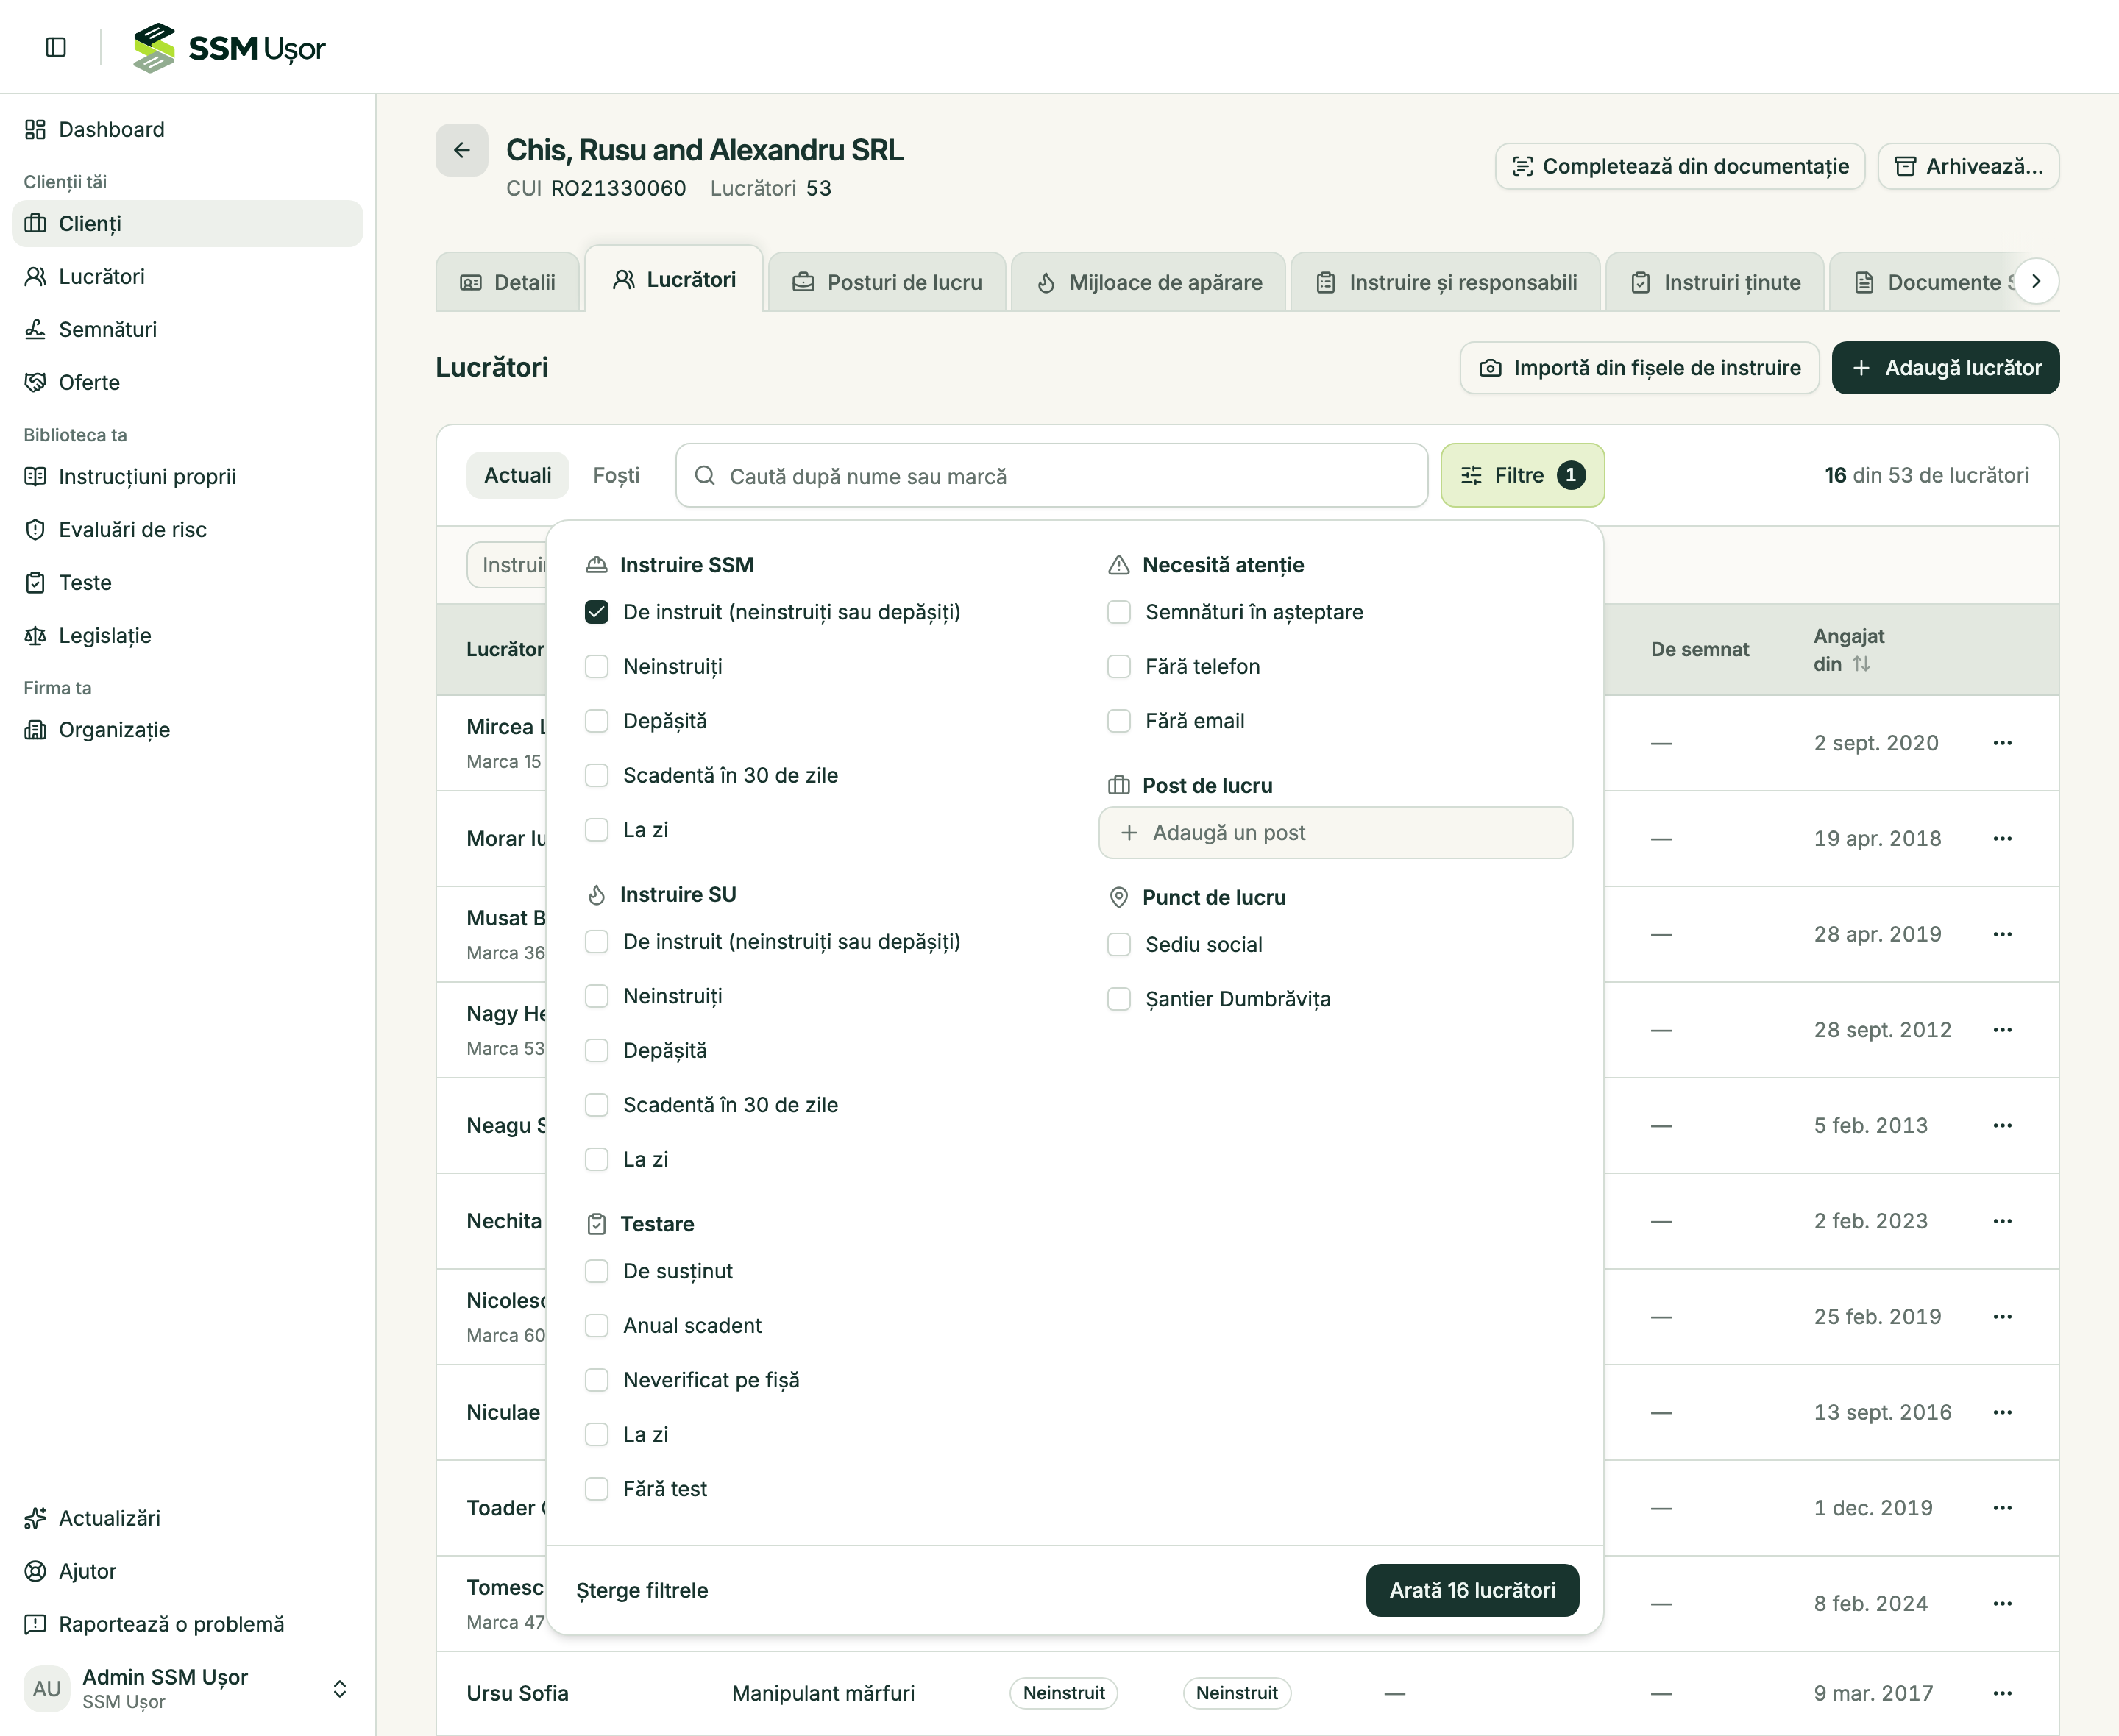 SSM Ușor
Dashboard
Clienții tăi
Clienți
Lucrători
Semnături
Oferte
Biblioteca ta
Instrucțiuni proprii
Evaluări de risc
Teste
Legislație
Firma ta
Organizație
Actualizări
Ajutor
Raportează o problemă
AU
Admin SSM Ușor
SSM Ușor
Chis, Rusu and Alexandru SRL
CUI RO21330060 Lucrători 53
Completează din documentație
Arhivează...
Detalii
Lucrători
Posturi de lucru
Mijloace de apărare
Instruire și responsabili
Instruiri ținute
Documente
Lucrători
Importă din fișele de instruire
Adaugă lucrător
Actuali
Foști
Caută după nume sau marcă
Filtre 1
16 din 53 de lucrători
Instruire SSM
De instruit (neinstruiți sau depășiți)
Neinstruiți
Depășită
Scadentă în 30 de zile
La zi
Instruire SU
De instruit (neinstruiți sau depășiți)
Neinstruiți
Depășită
Scadentă în 30 de zile
La zi
Testare
De susținut
Anual scadent
Neverificat pe fișă
La zi
Fără test
Necesită atenție
Semnături în așteptare
Fără telefon
Fără email
Post de lucru
Adaugă un post
Punct de lucru
Sediu social
Șantier Dumbrăvița
Șterge filtrele
Arată 16 lucrători
Lucrător
De semnat
Angajat
din
Mircea
Marca 15
— 2 sept. 2020
Morar
— 19 apr. 2018
Musat
Marca 36
— 28 apr. 2019
Nagy
Marca 53
— 28 sept. 2012
Neagu
— 5 feb. 2013
Nechita
— 2 feb. 2023
Marca 60
— 25 feb. 2019
Niculae
— 13 sept. 2016
Toader
— 1 dec. 2019
Marca 47
— 8 feb. 2024
Ursu Sofia Manipulant mărfuri Neinstruit Neinstruit — — 9 mar. 2017